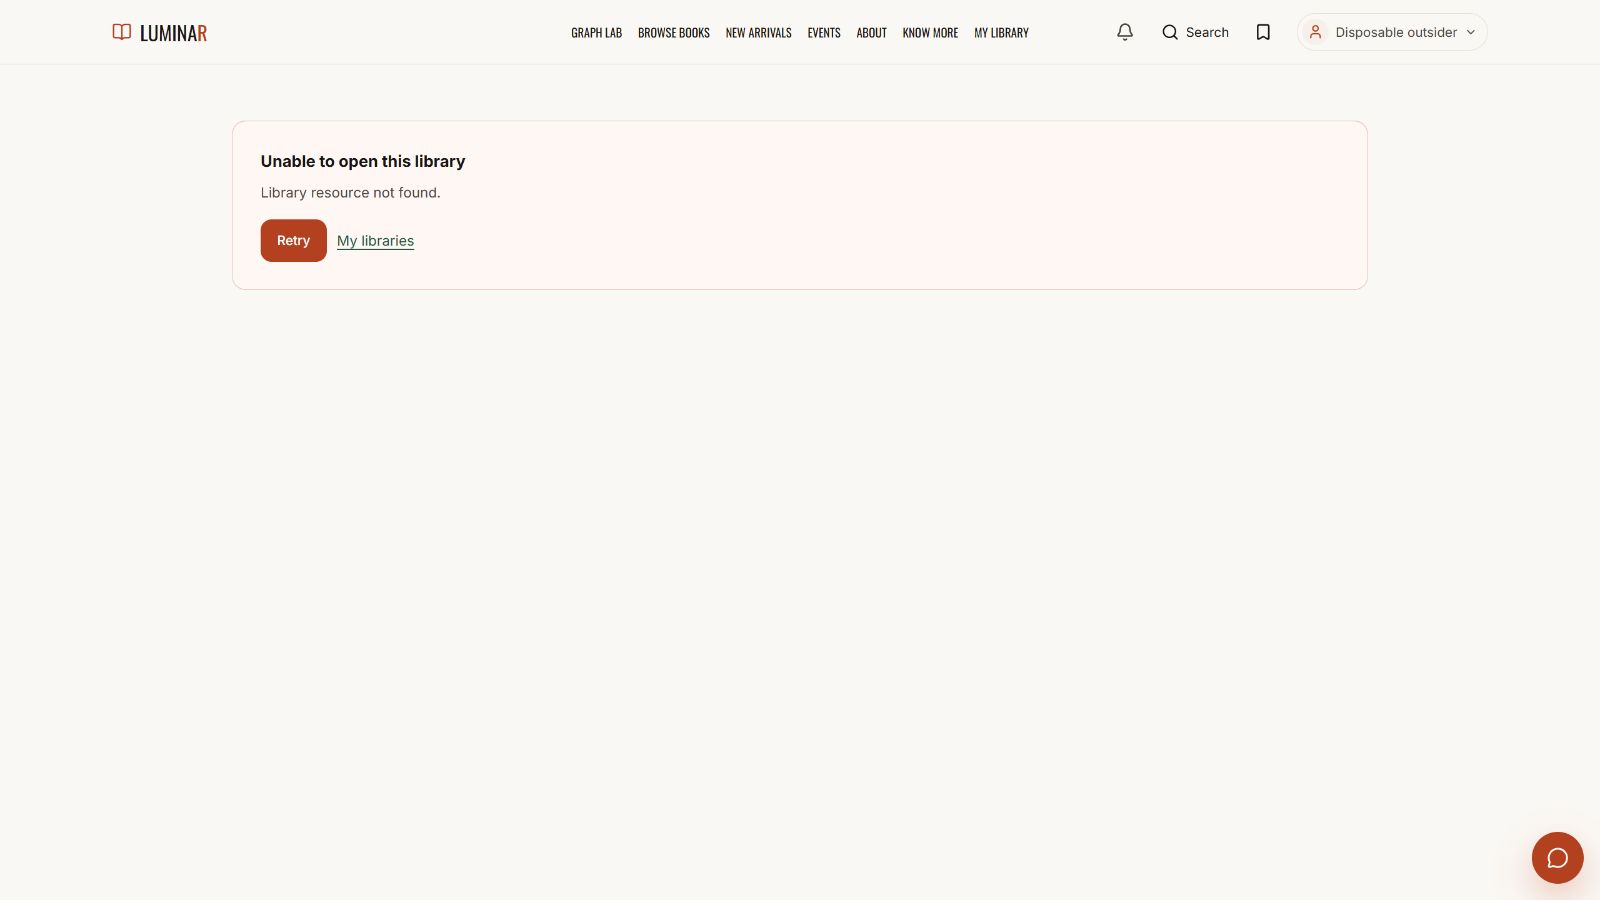 LUMINAR
GRAPH LAB BROWSE BOOKS NEW ARRIVALS EVENTS ABOUT KNOW MORE MY LIBRARY
Search
Disposable outsider
Unable to open this library
Library resource not found.
Retry My libraries